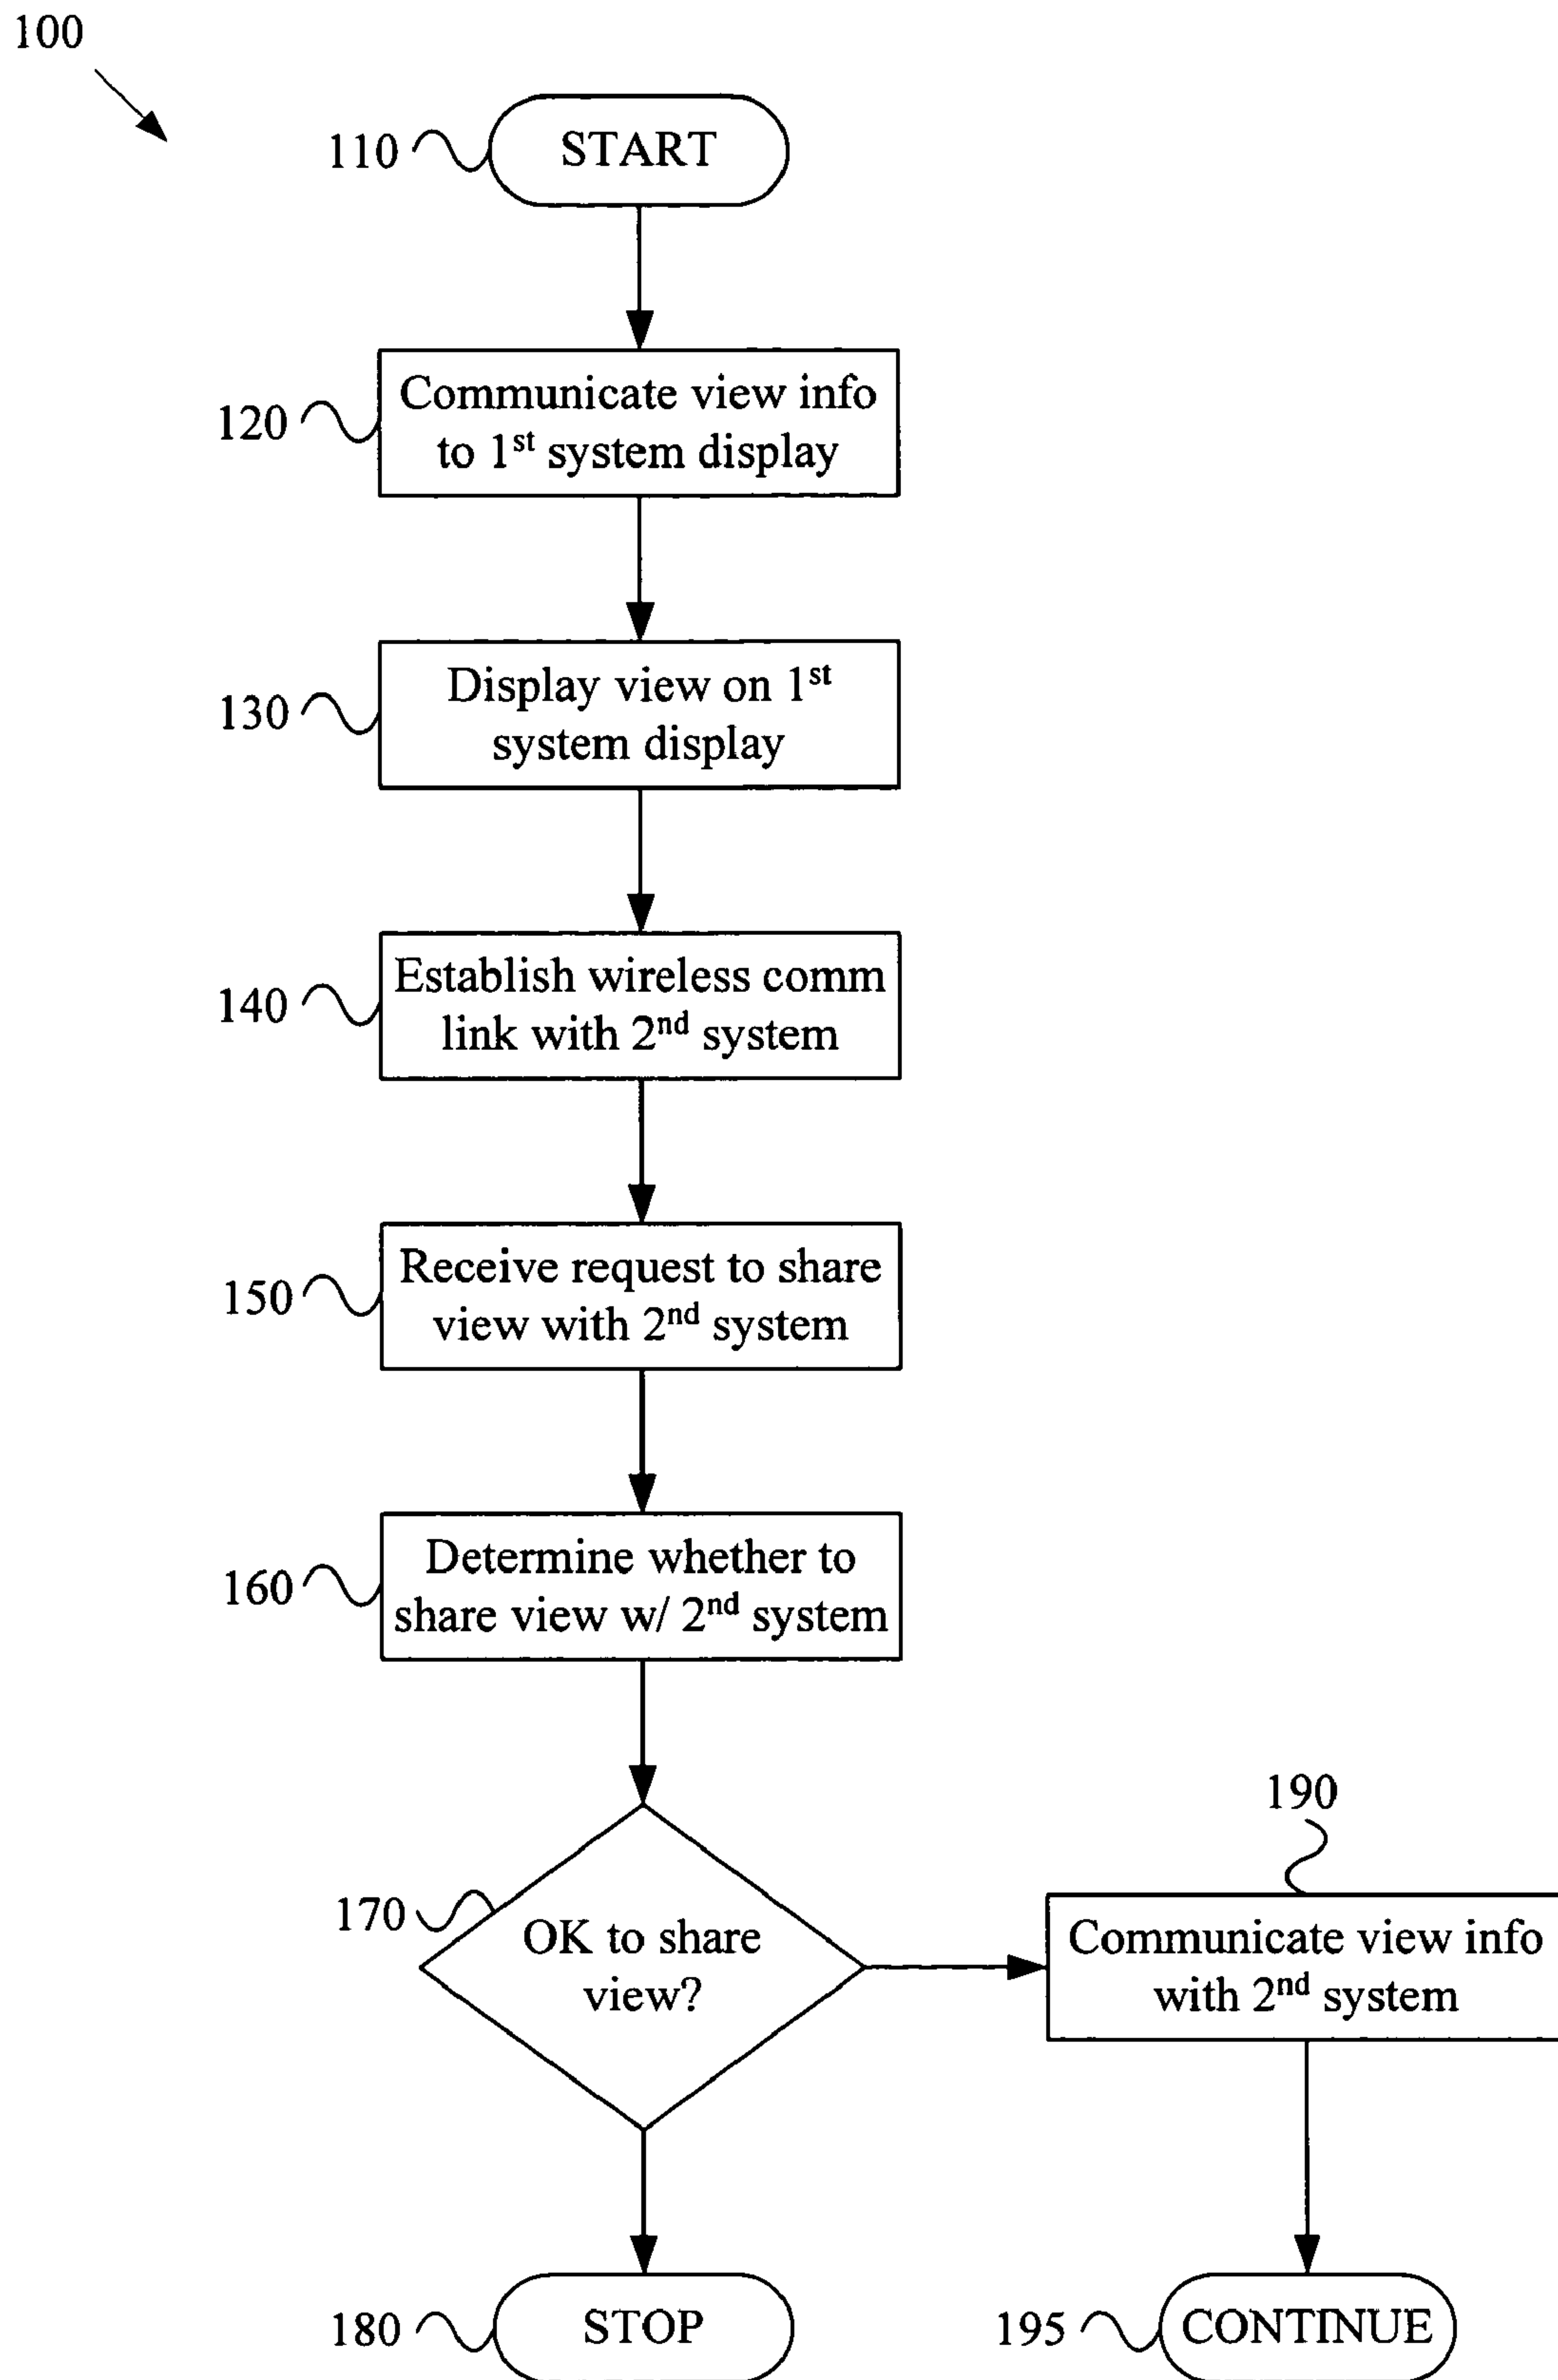 100
110
START
120
Communicate view info
to 1st system display
130
Display view on 1st
system display
140
Establish wireless comm
link with 2nd system
150
Receive request to share
view with 2nd system
160
Determine whether to
share view w/ 2nd system
170
OK to share
view?
190
Communicate view info
with 2nd system
180
STOP
195
CONTINUE